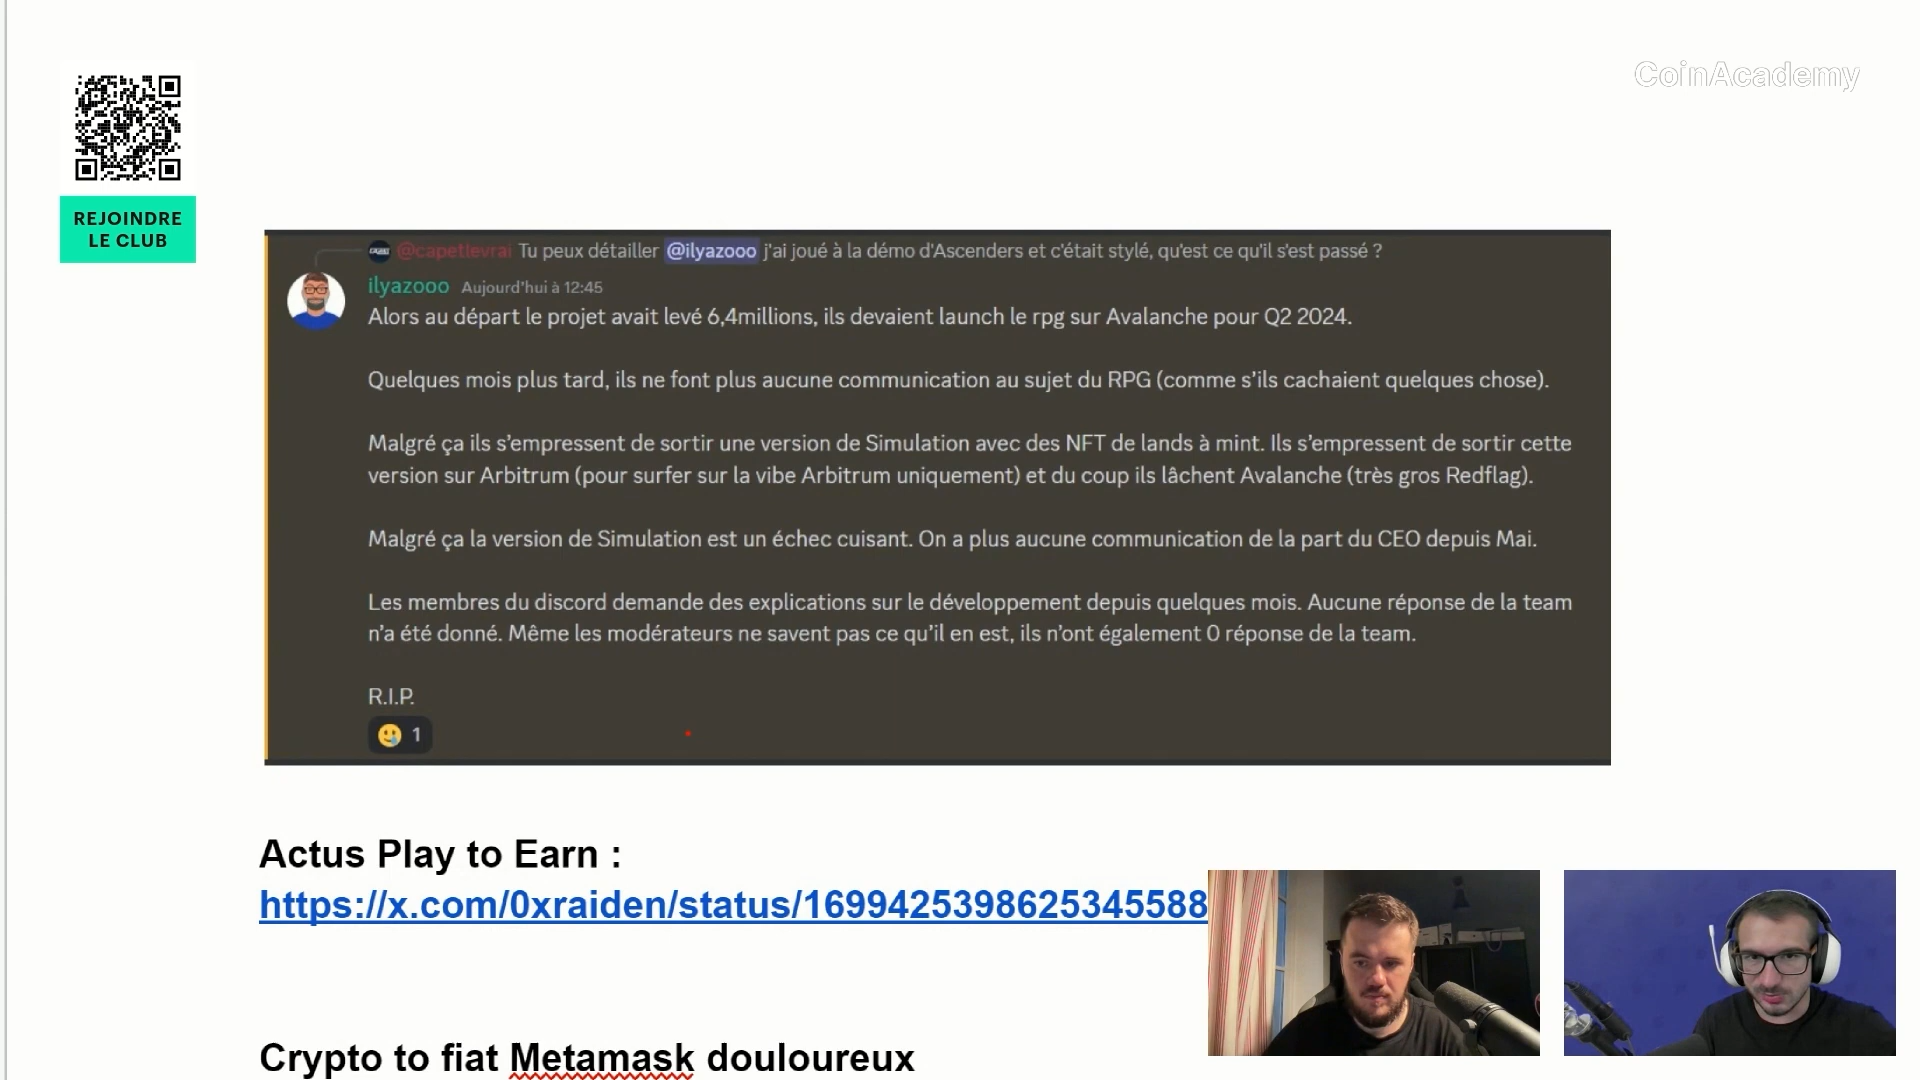 CoinAcademy
REJOINDRE
LE CLUB
@capetlevrai Tu peux détailler @ilyazooo j'ai joué à la démo d'Ascenders et c'était stylé, qu'est ce qu'il s'est passé ?
ilyazooo Aujourd'hui à 12:45
Alors au départ le projet avait levé 6,4millions, ils devaient launch le rpg sur Avalanche pour Q2 2024.
Quelques mois plus tard, ils ne font plus aucune communication au sujet du RPG (comme s'ils cachaient quelques chose).
Malgré ça ils s'empressent de sortir une version de Simulation avec des NFT de lands à mint. Ils s'empressent de sortir cette
version sur Arbitrum (pour surfer sur la vibe Arbitrum uniquement) et du coup ils lâchent Avalanche (très gros Redflag).
Malgré ça la version de Simulation est un échec cuisant. On a plus aucune communication de la part du CEO depuis Mai.
Les membres du discord demande des explications sur le développement depuis quelques mois. Aucune réponse de la team
n'a été donné. Même les modérateurs ne savent pas ce qu'il en est, ils n'ont également 0 réponse de la team.
R.I.P.
1
Actus Play to Earn :
https://x.com/0xraiden/status/1699425398625345588
Crypto to fiat Metamask douloureux